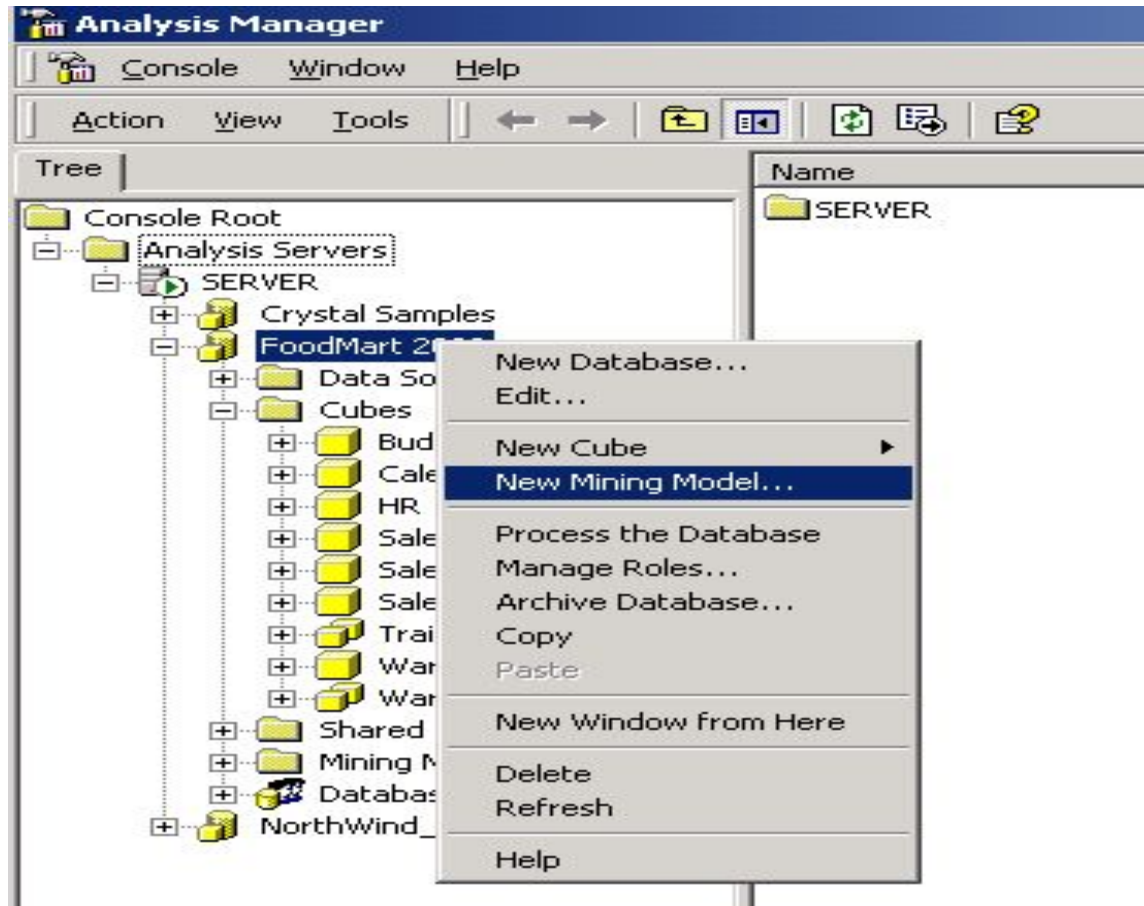 Analysis Manager
Console Window Help
Action View Tools
Tree
Name
Console Root
SERVER
Analysis Servers
SERVER
Crystal Samples
FoodMart
New Database...
Data
Edit...
Cubes
New Cube
New Mining Model...
HR
Process the Database
Manage Roles...
Archive Database...
Copy
Paste
Shared
New Window from Here
Mining
Delete
Refresh
NorthWind_
Help